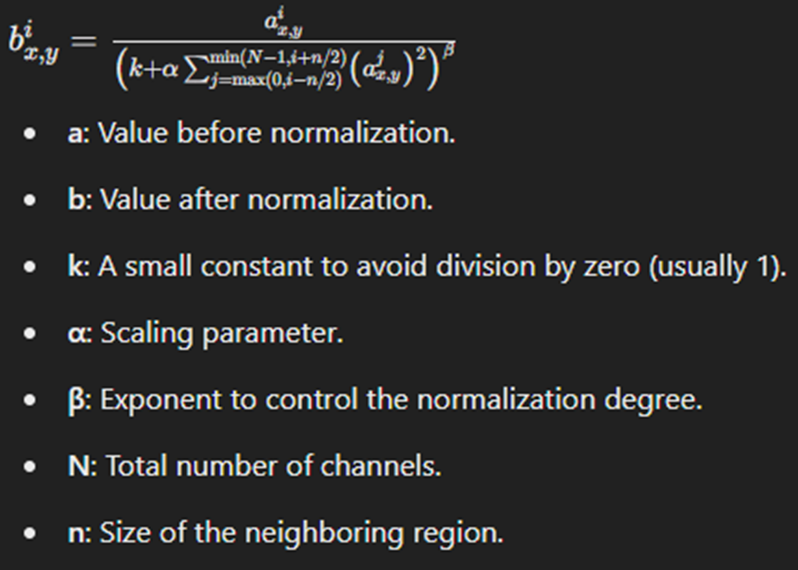 b^i_{x,y} = \frac{a^i_{x,y}}{\left(k+\alpha \sum_{j=\max(0,i-n/2)}^{\min(N-1,i+n/2)} (a^j_{x,y})^2\right)^\beta}
• a: Value before normalization.
• b: Value after normalization.
• k: A small constant to avoid division by zero (usually 1).
• α: Scaling parameter.
• β: Exponent to control the normalization degree.
• N: Total number of channels.
• n: Size of the neighboring region.